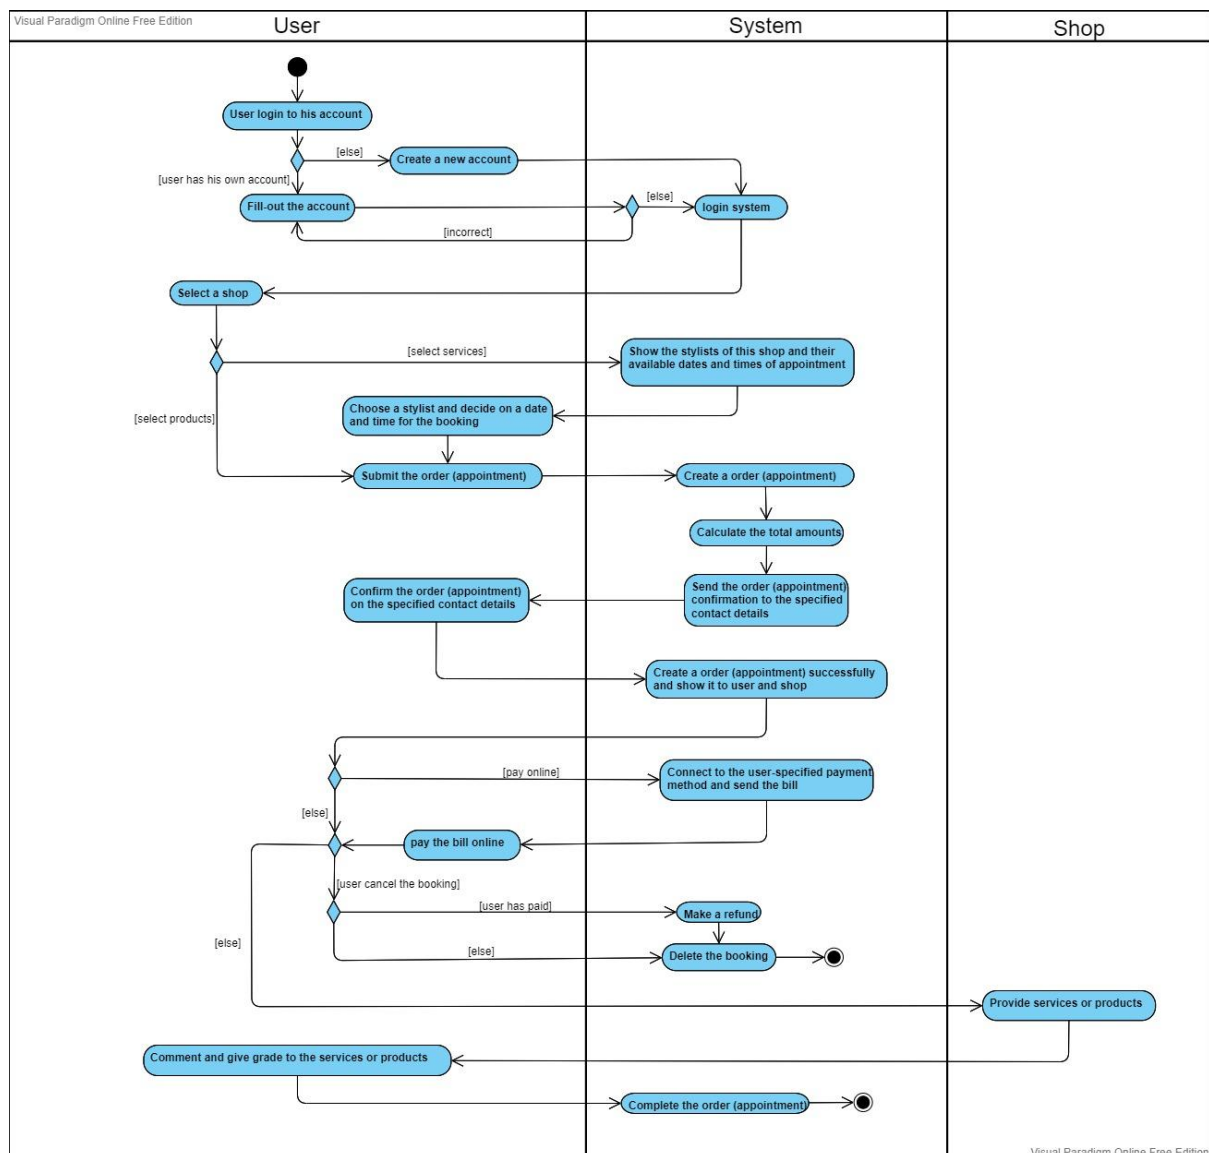 Visual Paradigm Online Free Edition
User
System
Shop
User login to his account
[else]
Create a new account
[user has his own account]
Fill-out the account
[else]
login system
[incorrect]
Select a shop
[select services]
Show the stylists of this shop and their
available dates and times of appointment
[select products]
Choose a stylist and decide on a date
and time for the booking
Submit the order (appointment)
Create a order (appointment)
Calculate the total amounts
Confirm the order (appointment)
on the specified contact details
Send the order (appointment)
confirmation to the specified
contact details
Create a order (appointment) successfully
and show it to user and shop
[pay online]
Connect to the user-specified payment
method and send the bill
[else]
pay the bill online
[user cancel the booking]
[user has paid]
Make a refund
[else]
[else]
Delete the booking
Provide services or products
Comment and give grade to the services or products
Complete the order (appointment)
Visual Paradigm Online Free Edition